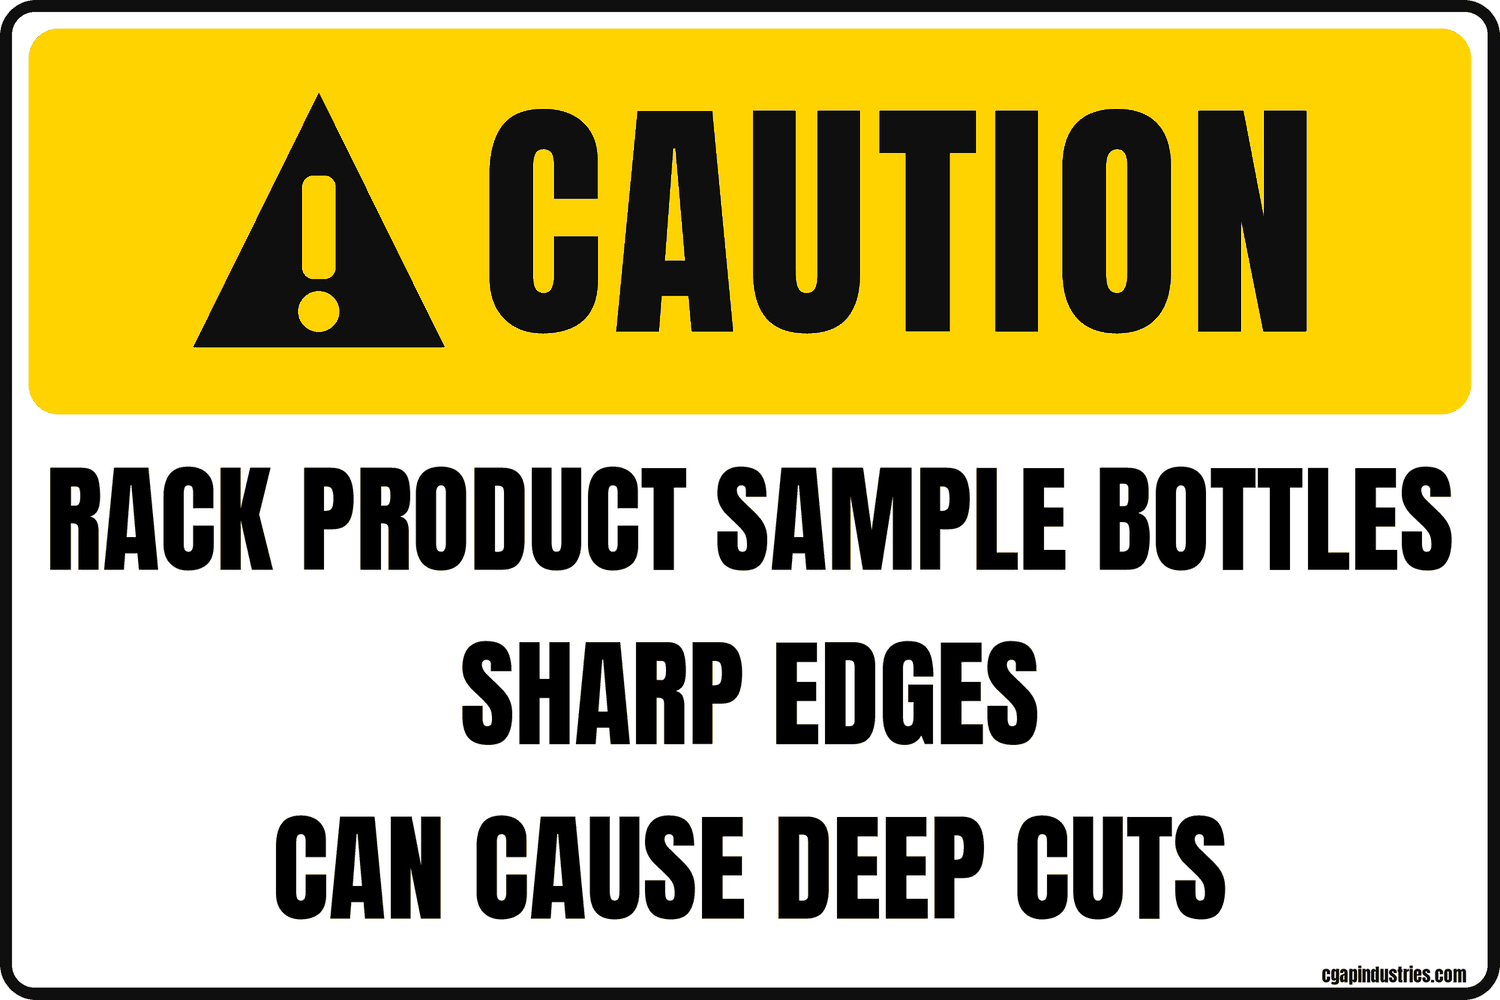 CAUTION
RACK PRODUCT SAMPLE BOTTLES
SHARP EDGES
CAN CAUSE DEEP CUTS
cgapindustries.com